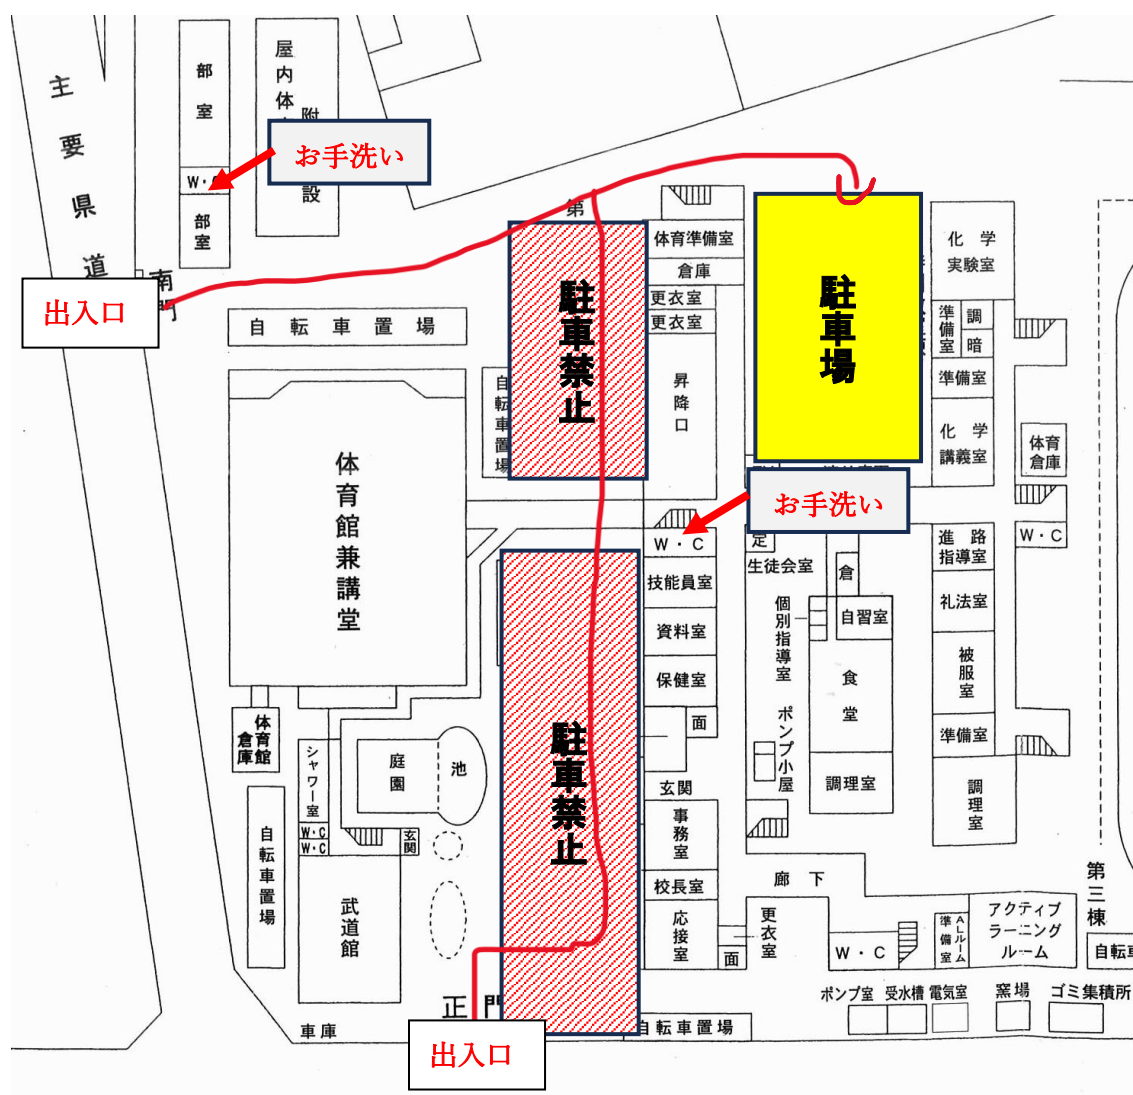 主要県道
部室
W・C
部室
屋内体
附
設
お手洗い
南門
出入口
自転車置場
第
体育準備室
倉庫
更衣室
更衣室
昇降口
駐車禁止
自転車置場
駐車場
化学
実験室
準備室
調
暗
準備室
化学
講義室
体育
倉庫
体育館兼講堂
お手洗い
W・C
技能員室
資料室
保健室
面
玄関
事務室
校長室
応接室
面
定
生徒会室
倉
個別指導室
自習室
食堂
ポンプ小屋
調理室
進路
指導室
礼法室
被服室
準備室
調理室
W・C
体育館
倉庫
シャワー室
W・C
W・C
庭園
池
玄関
自転車置場
武道館
駐車禁止
廊下
更衣室
W・C
準備室
ALルーム
アクティブ
ラーニング
ルーム
第三棟
自転車
正門
車庫
出入口
自転車置場
ポンプ室
受水槽
電気室
窯場
ゴミ集積所